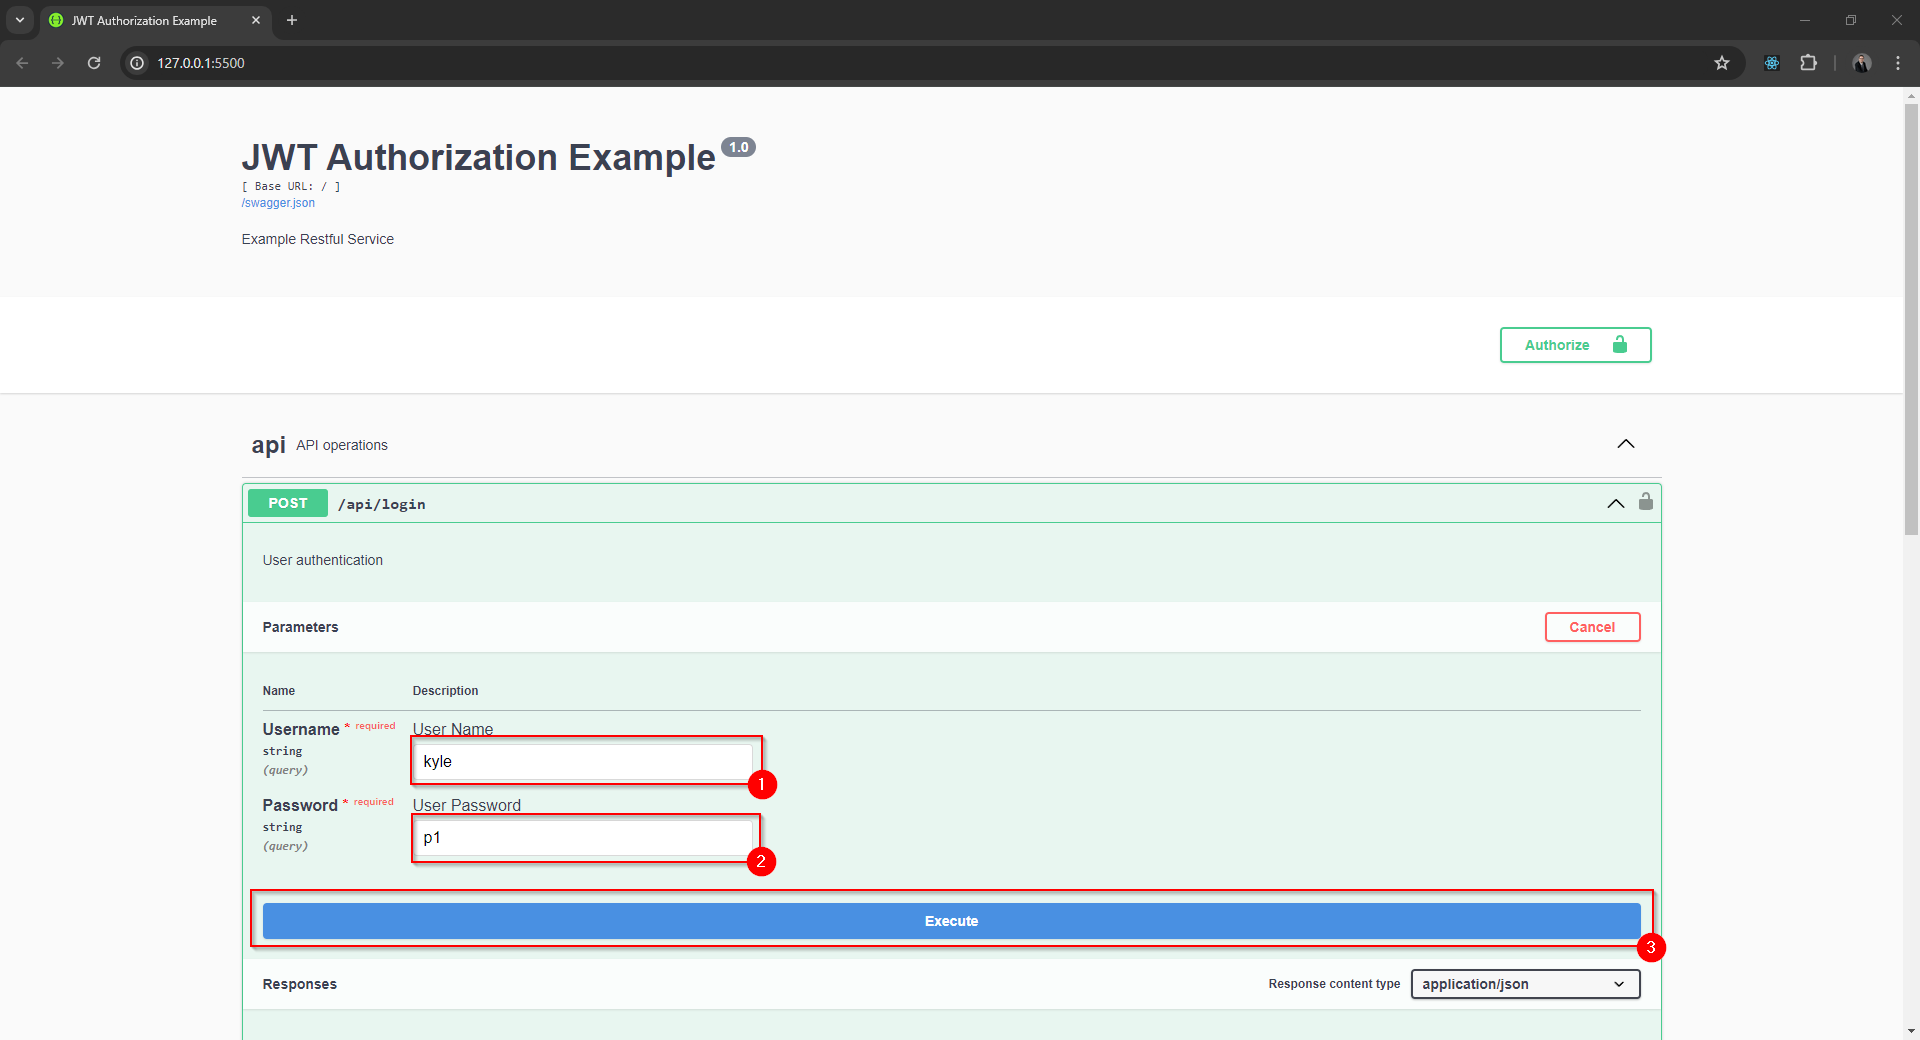 JWT Authorization Example
127.0.0.1:5500
JWT Authorization Example 1.0
[ Base URL: / ]
/swagger.json
Example Restful Service
Authorize
api API operations
POST /api/login
User authentication
Parameters Cancel
Name Description
Username * required User Name
string
kyle
(query)
1
Password * required User Password
string
p1
(query)
2
Execute
3
Responses Response content type application/json